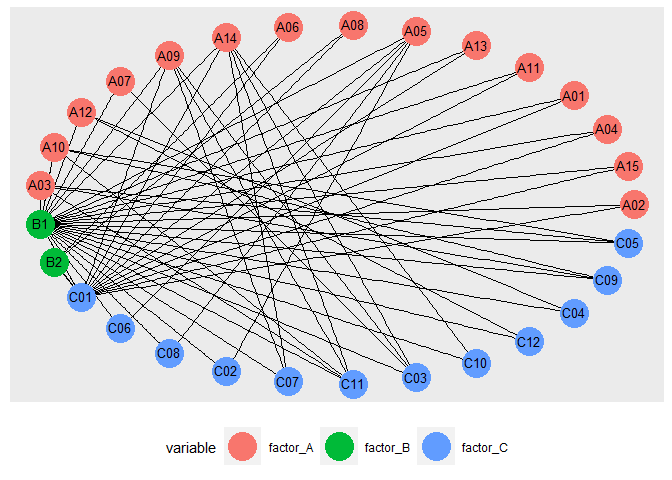 A06
A08
A05
A14
A13
A09
A11
A07
A01
A12
A04
A10
A15
A03
A02
B1
C05
B2
C09
C01
C04
C06
C12
C08
C10
C02
C03
C07
C11
variable factor_A factor_B factor_C